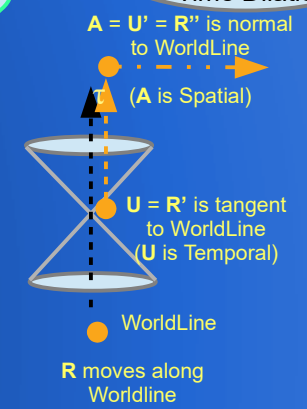 A = U’ = R’’ is normal
to WorldLine
τ
(A is Spatial)
U = R’ is tangent
to WorldLine
(U is Temporal)
WorldLine
R moves along
Worldline